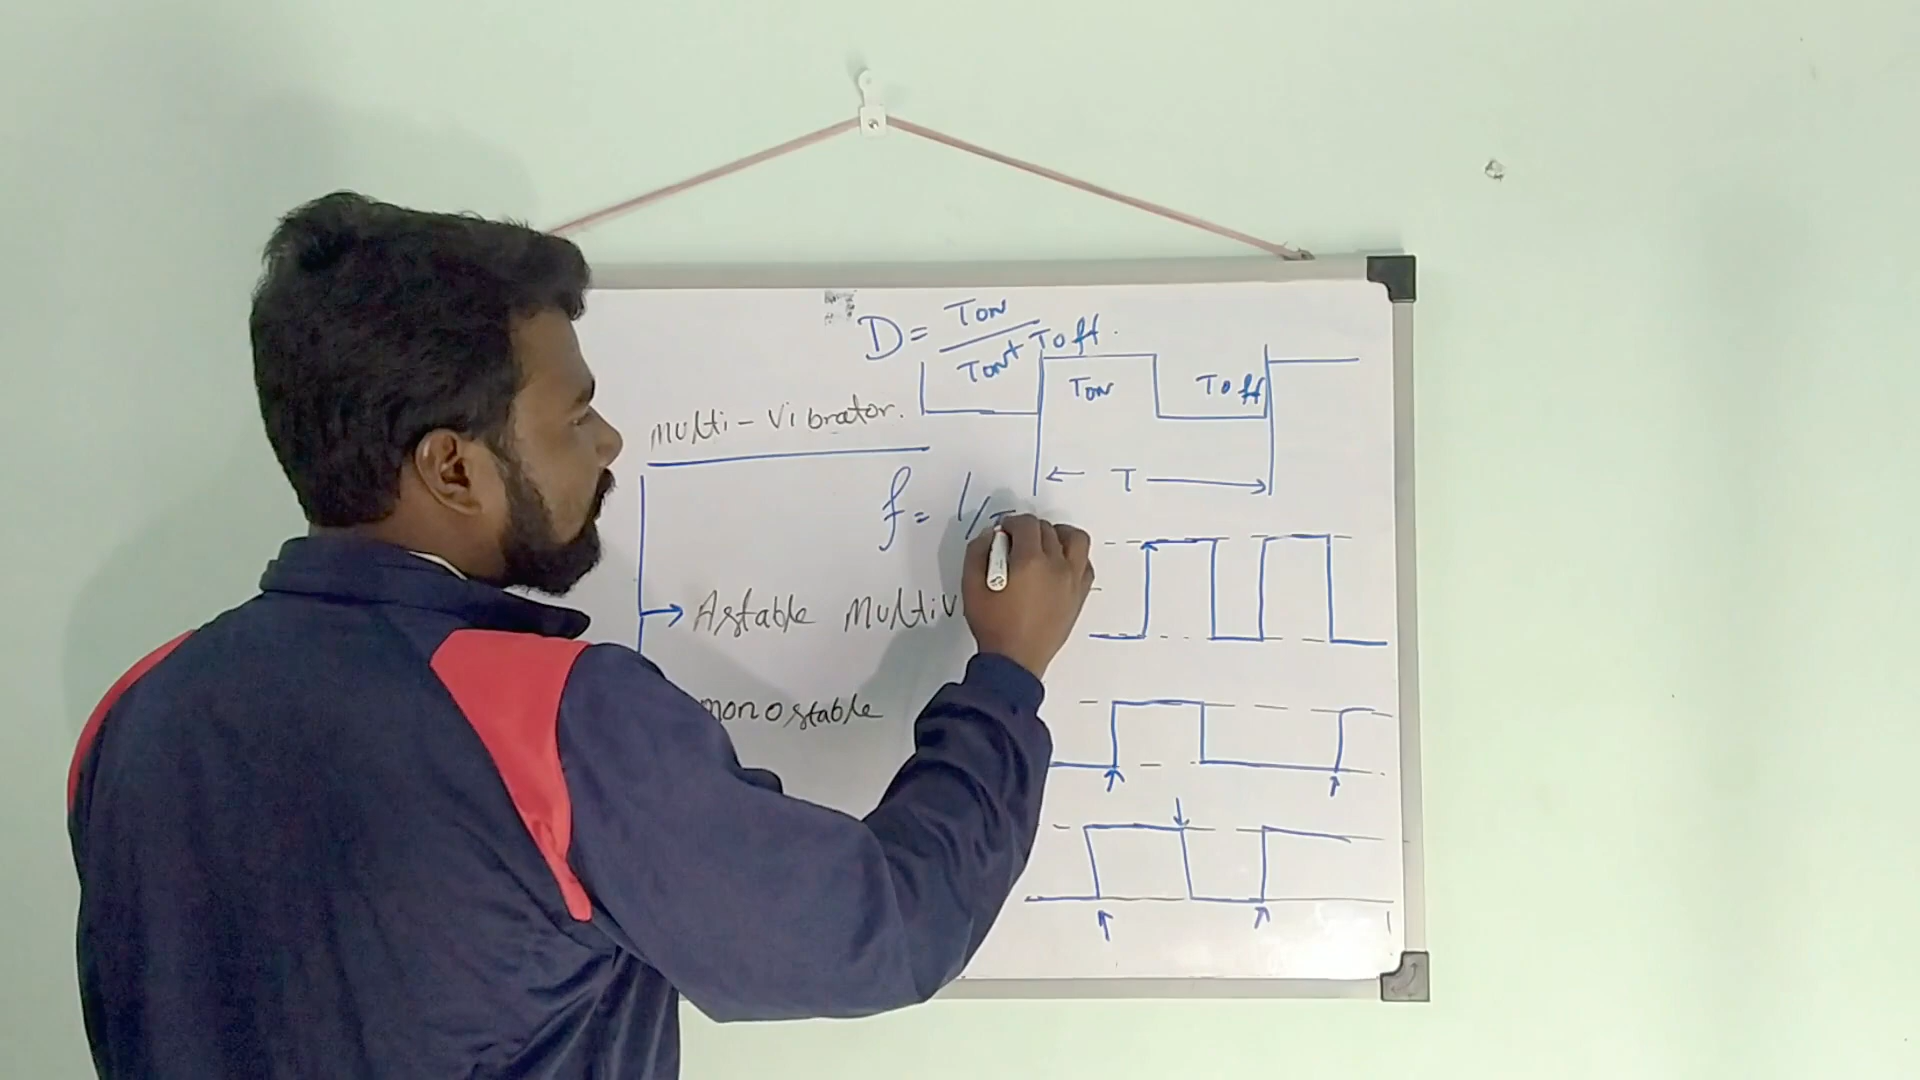 D = Ton / Ton + Toff.
Ton Toff
Multi-Vibrator.
T
f = 1/T
Astable Multiv
monostable